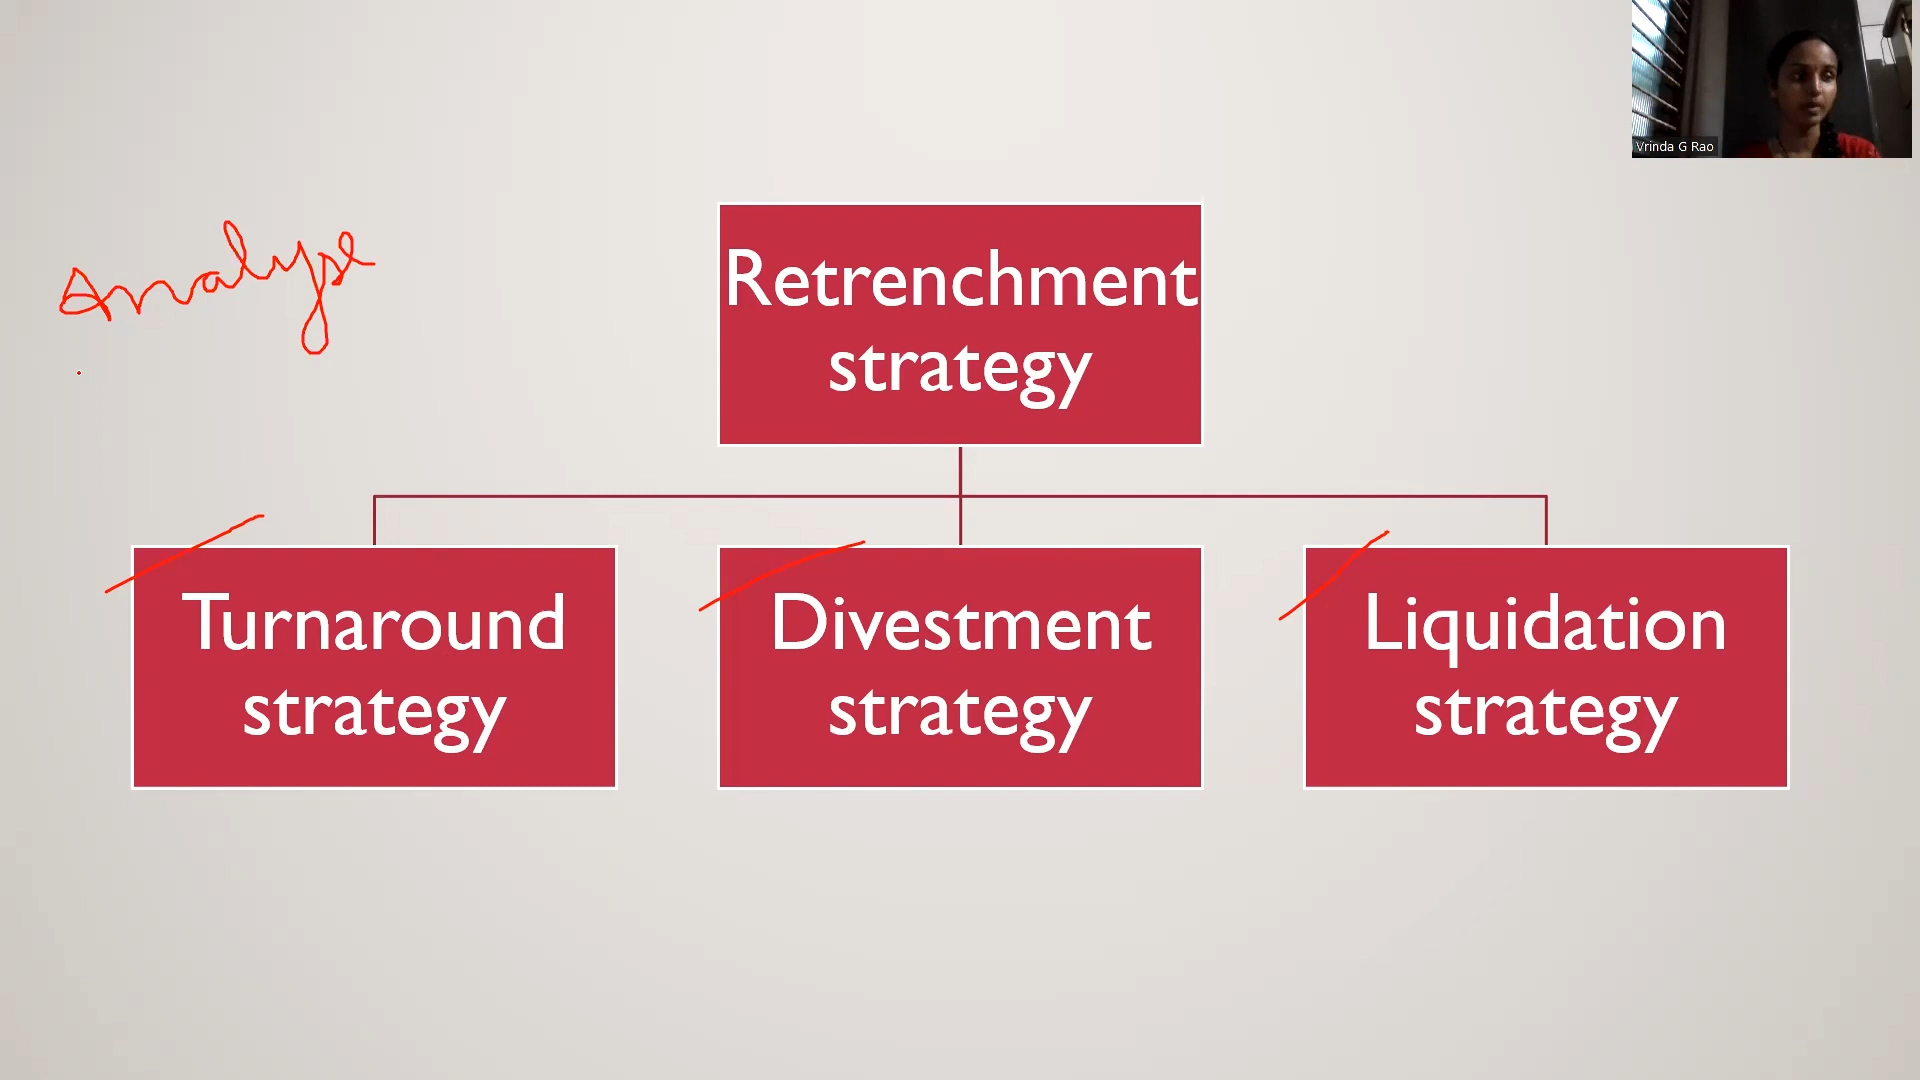 Vrinda G Rao
Analyse
Retrenchment
strategy
Turnaround
strategy
Divestment
strategy
Liquidation
strategy